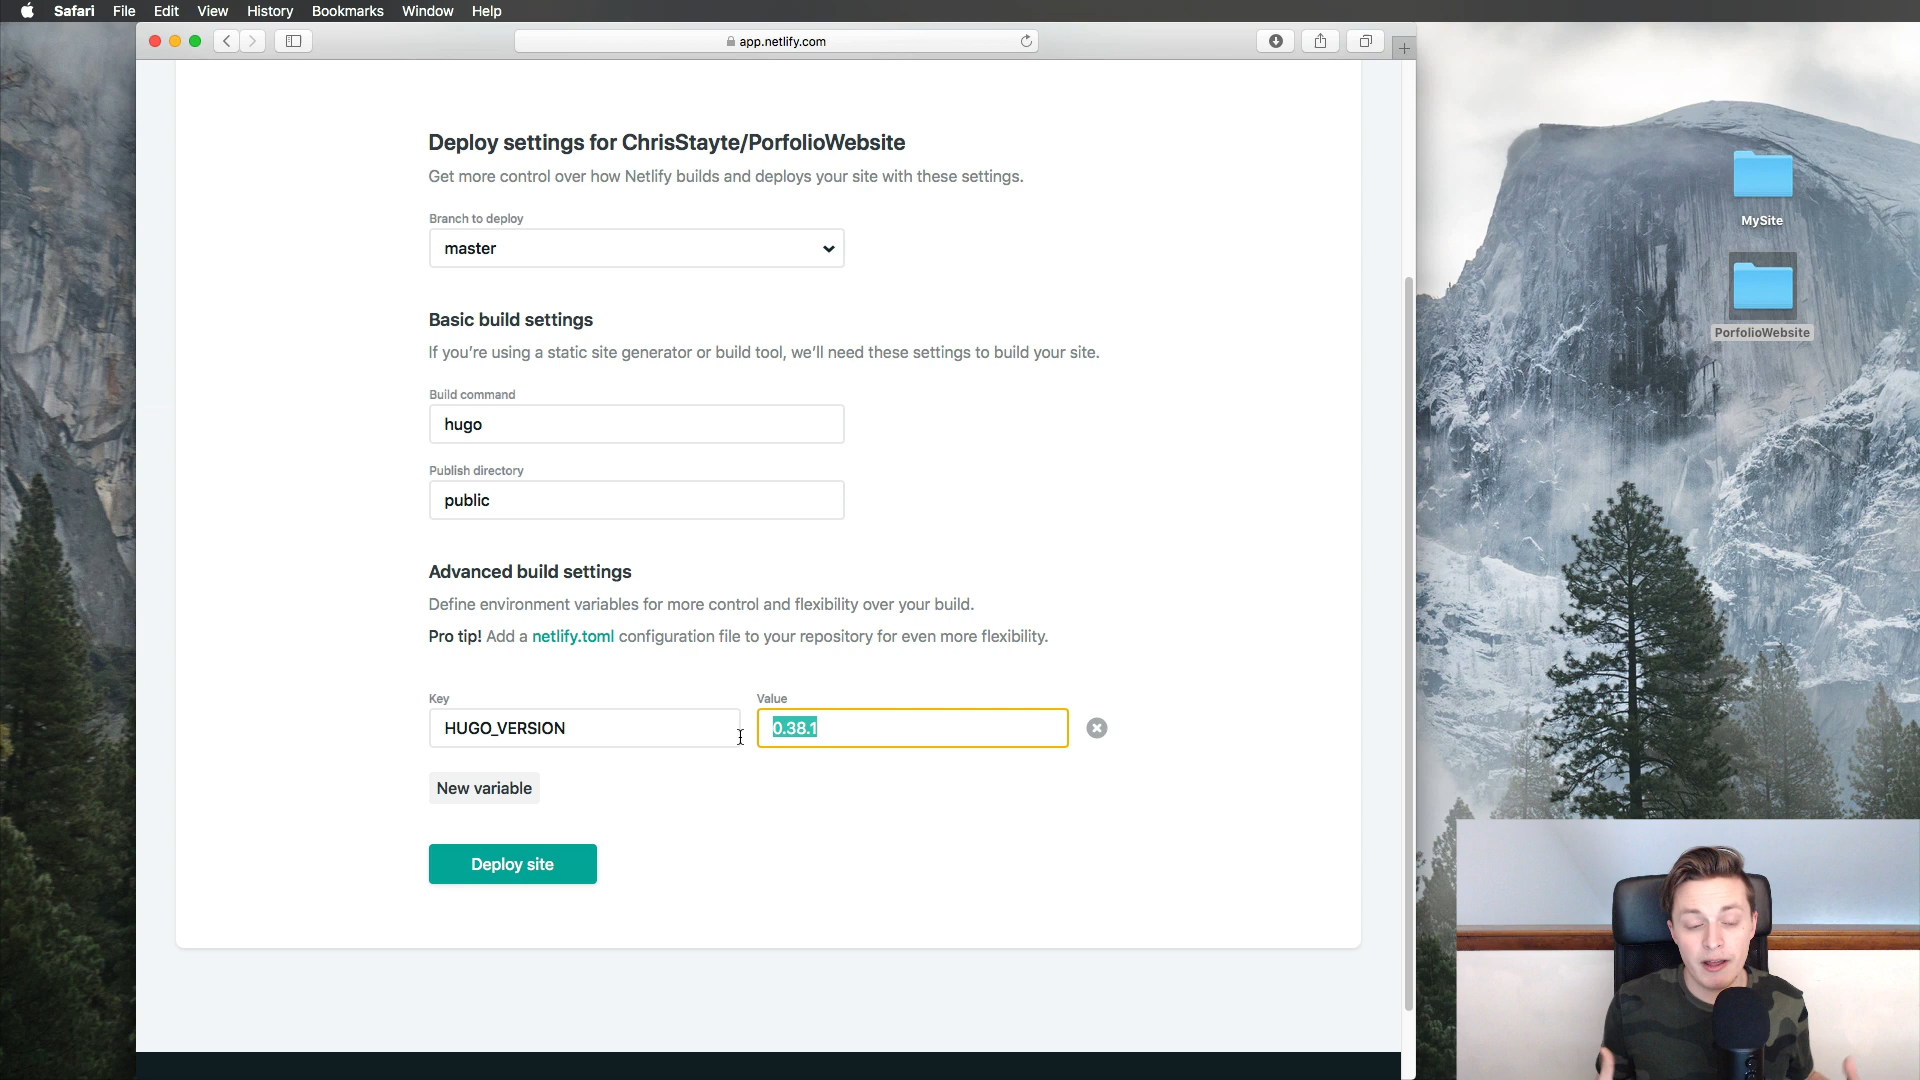 Safari File Edit View History Bookmarks Window Help
app.netlify.com
Deploy settings for ChrisStayte/PorfolioWebsite
Get more control over how Netlify builds and deploys your site with these settings.
Branch to deploy
master
Basic build settings
If you’re using a static site generator or build tool, we’ll need these settings to build your site.
Build command
hugo
Publish directory
public
Advanced build settings
Define environment variables for more control and flexibility over your build.
Pro tip! Add a netlify.toml configuration file to your repository for even more flexibility.
Key Value
HUGO_VERSION 0.38.1
New variable
Deploy site
MySite
PorfolioWebsite